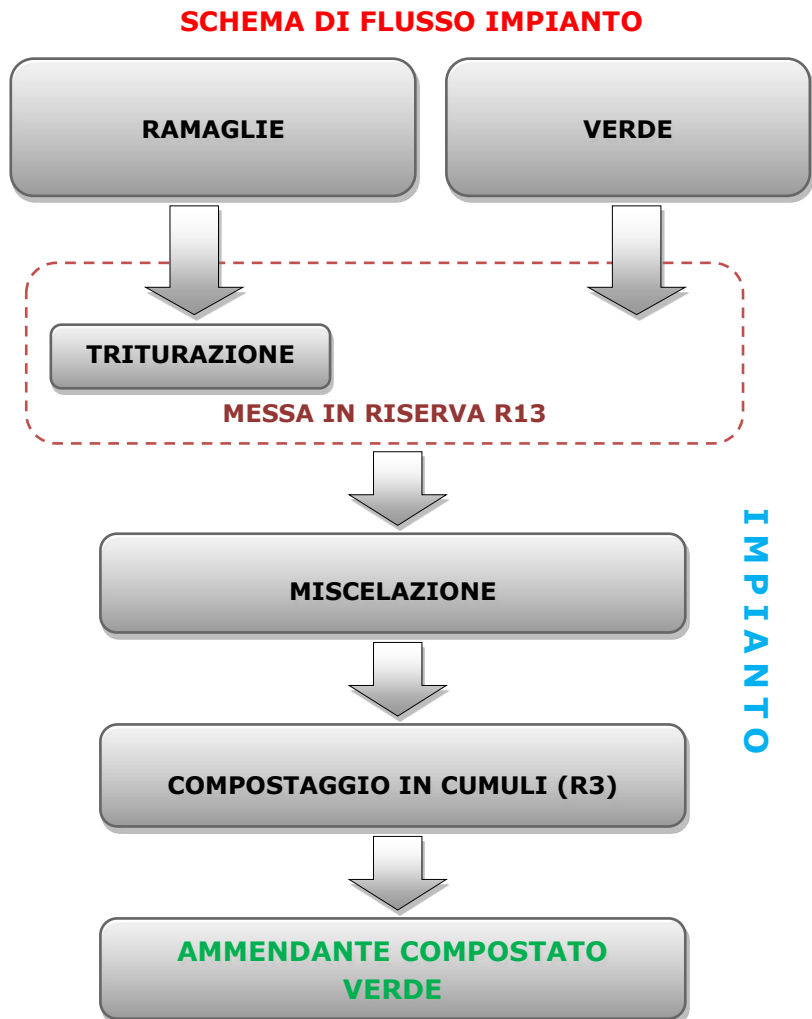 SCHEMA DI FLUSSO IMPIANTO
RAMAGLIE
VERDE
TRITURAZIONE
MESSA IN RISERVA R13
MISCELAZIONE
COMPOSTAGGIO IN CUMULI (R3)
AMMENDANTE COMPOSTATO
VERDE
IMPIANTO